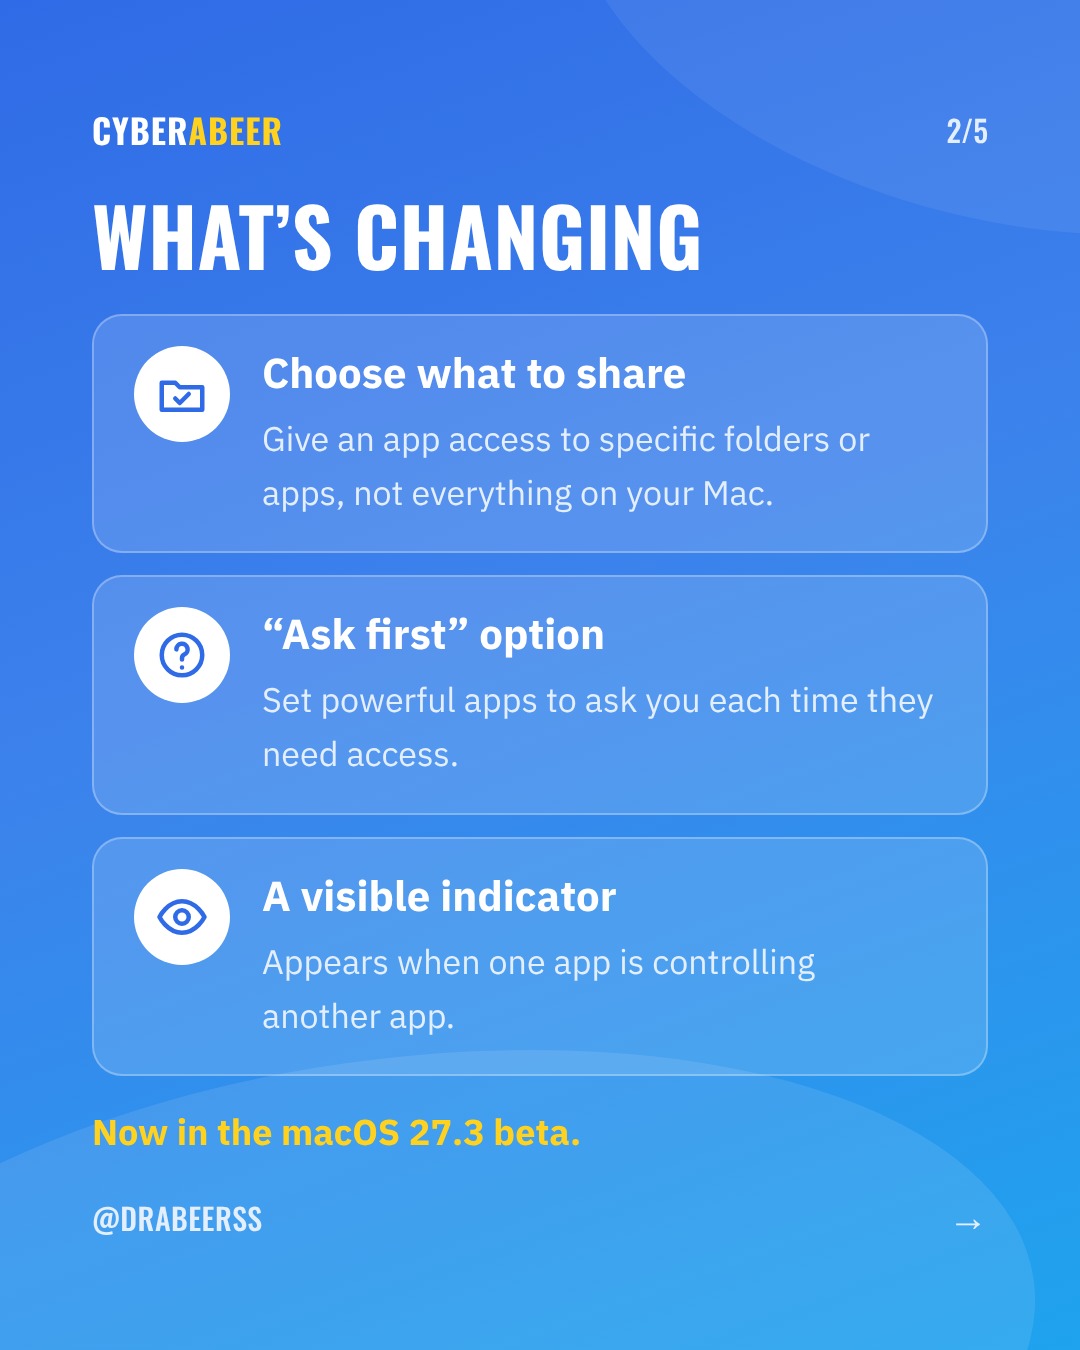 CYBERABEER
2/5
WHAT’S CHANGING
Choose what to share
Give an app access to specific folders or
apps, not everything on your Mac.
“Ask first” option
Set powerful apps to ask you each time they
need access.
A visible indicator
Appears when one app is controlling
another app.
Now in the macOS 27.3 beta.
@DRABEERSS
→